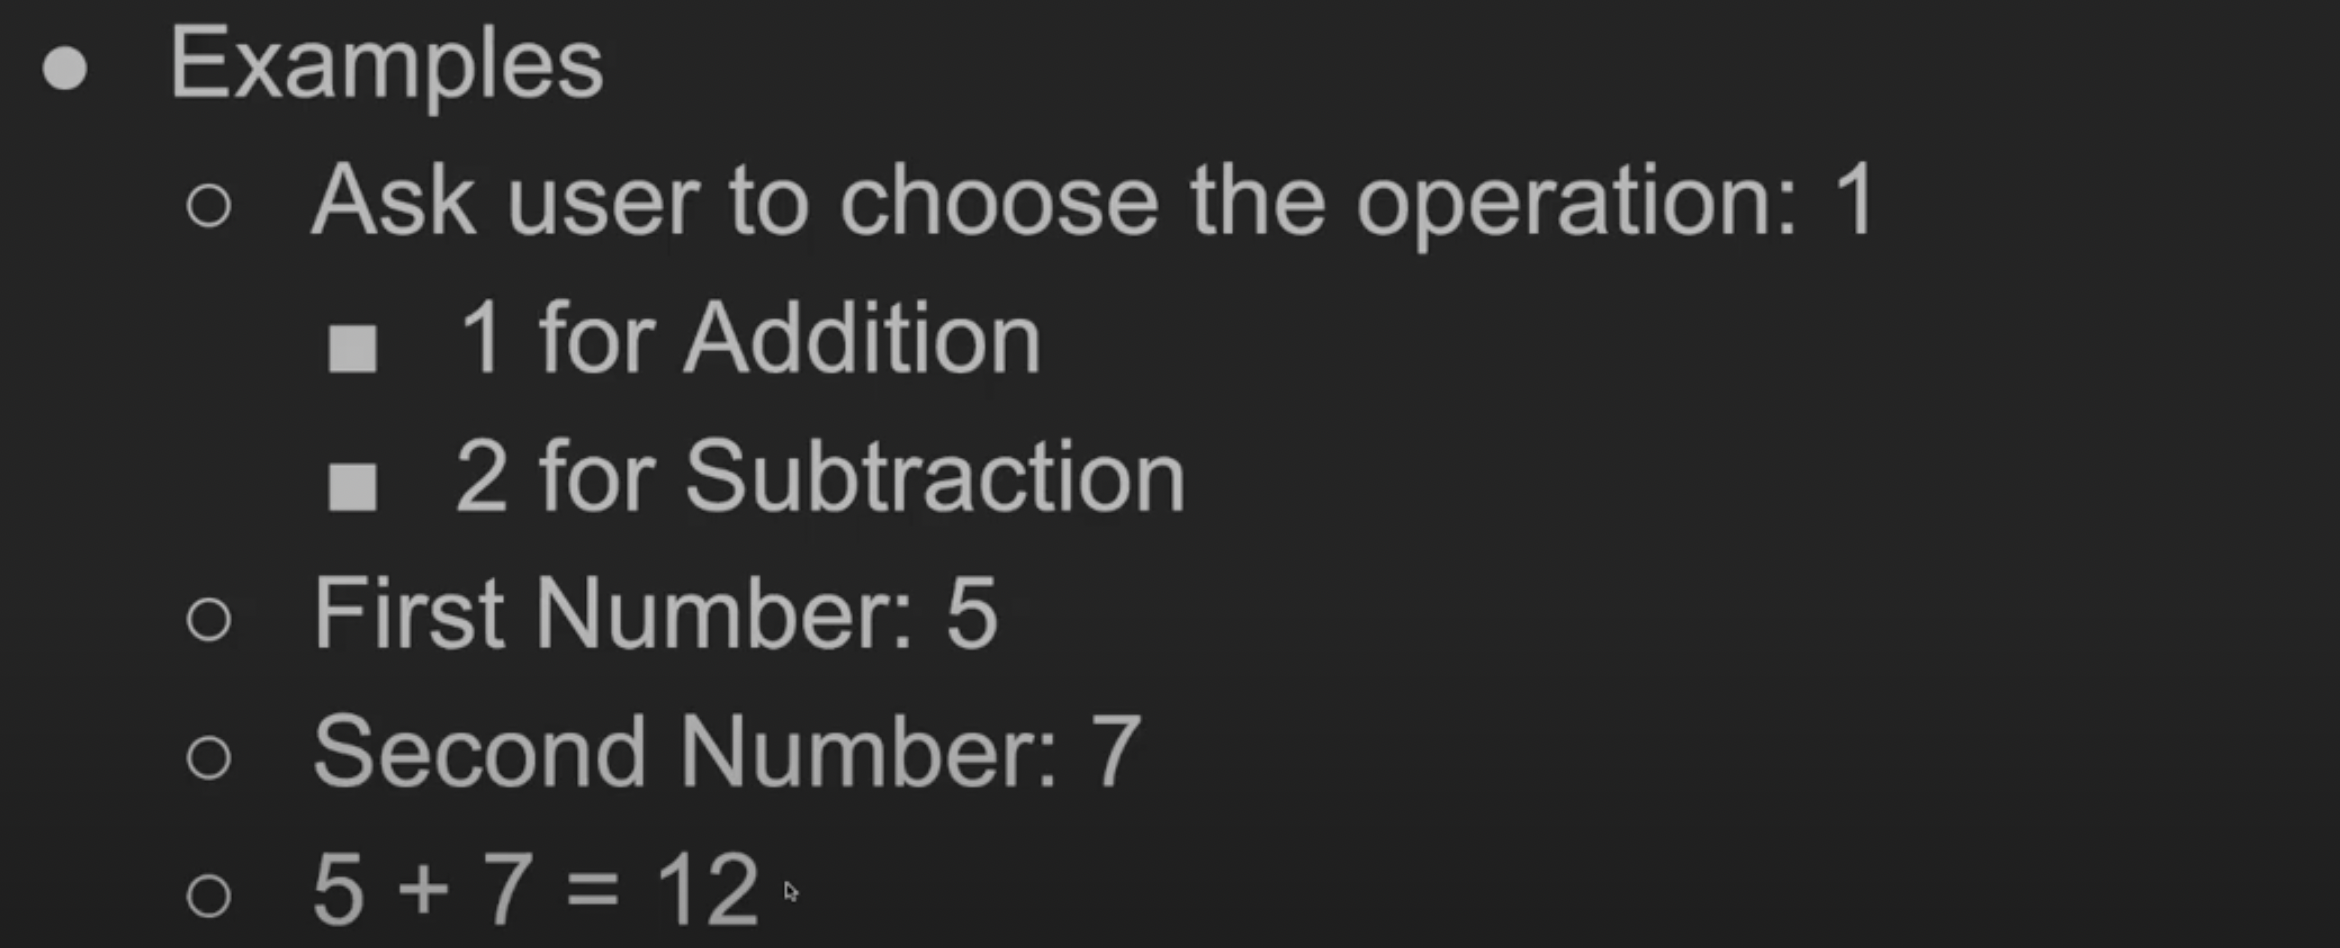 Examples
Ask user to choose the operation: 1
1 for Addition
2 for Subtraction
First Number: 5
Second Number: 7
5 + 7 = 12